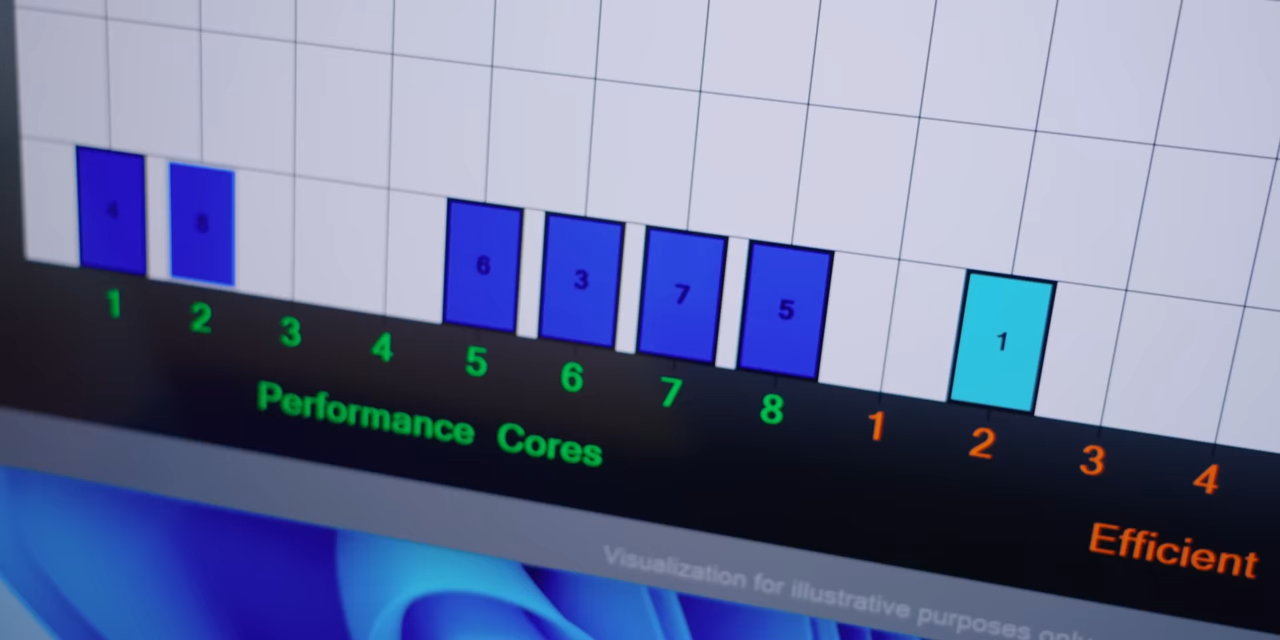 4 8 6 3 7 5 1
1 2 3 4 5 6 7 8 1 2 3 4
Performance Cores
Efficient
Visualization for illustrative purposes only